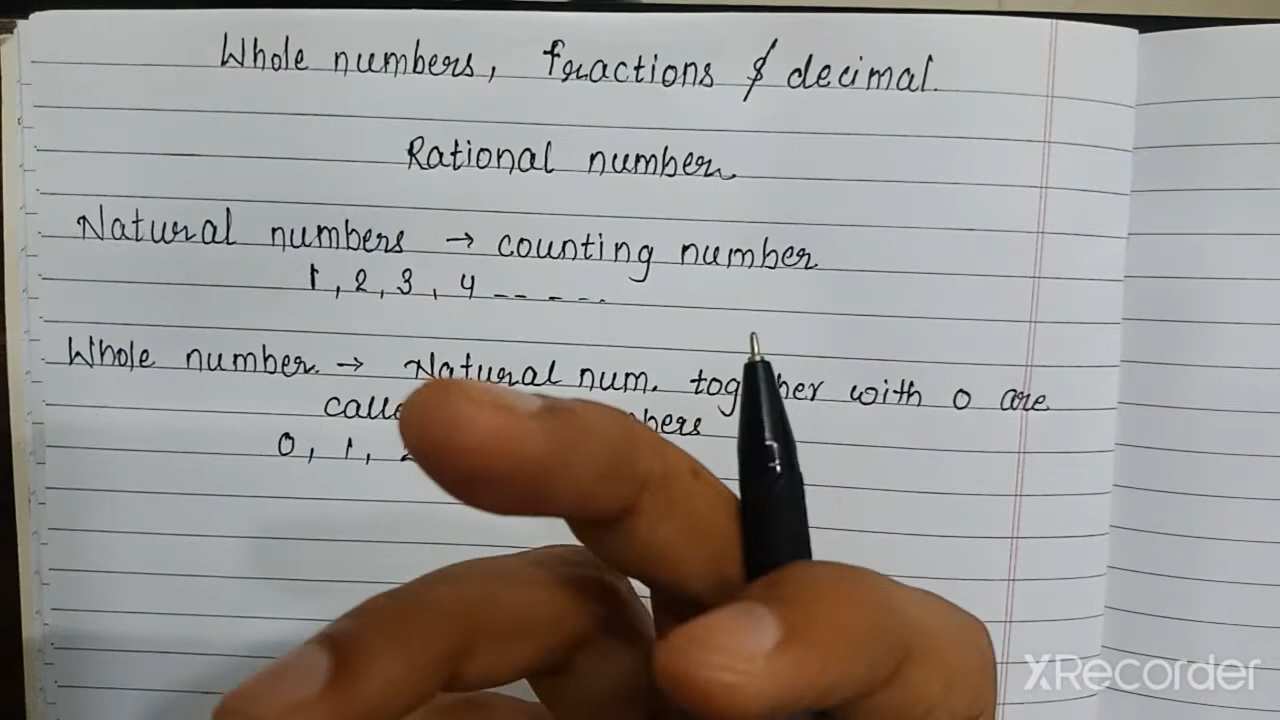 Whole numbers, fractions & decimal.
Rational number
Natural numbers → counting number
1, 2, 3, 4 -----
Whole number → Natural num. together with 0 are
0, 1, 2
XRecorder